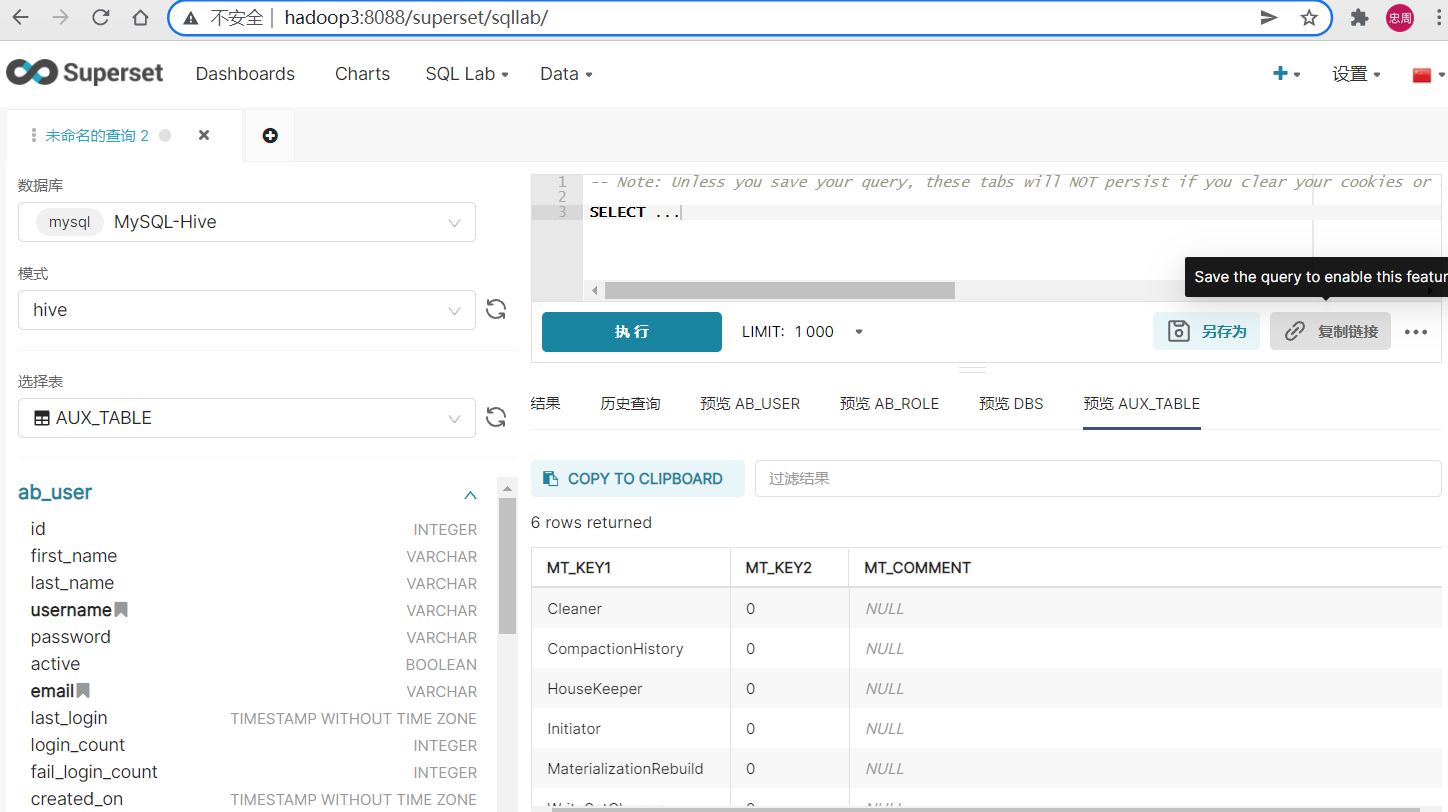 不安全 hadoop3:8088/superset/sqllab/ 忠周
Superset Dashboards Charts SQL Lab Data 设置
未命名的查询 2
数据库
mysql MySQL-Hive
模式
hive
选择表
AUX_TABLE
ab_user
id INTEGER
first_name VARCHAR
last_name VARCHAR
username VARCHAR
password VARCHAR
active BOOLEAN
email VARCHAR
last_login TIMESTAMP WITHOUT TIME ZONE
login_count INTEGER
fail_login_count INTEGER
created_on TIMESTAMP WITHOUT TIME ZONE
1 -- Note: Unless you save your query, these tabs will NOT persist if you clear your cookies or
2
3 SELECT ...
Save the query to enable this featur
执行 LIMIT: 1 000 另存为 复制链接
结果 历史查询 预览 AB_USER 预览 AB_ROLE 预览 DBS 预览 AUX_TABLE
COPY TO CLIPBOARD 过滤结果
6 rows returned
MT_KEY1 MT_KEY2 MT_COMMENT
Cleaner 0 NULL
CompactionHistory 0 NULL
HouseKeeper 0 NULL
Initiator 0 NULL
MaterializationRebuild 0 NULL